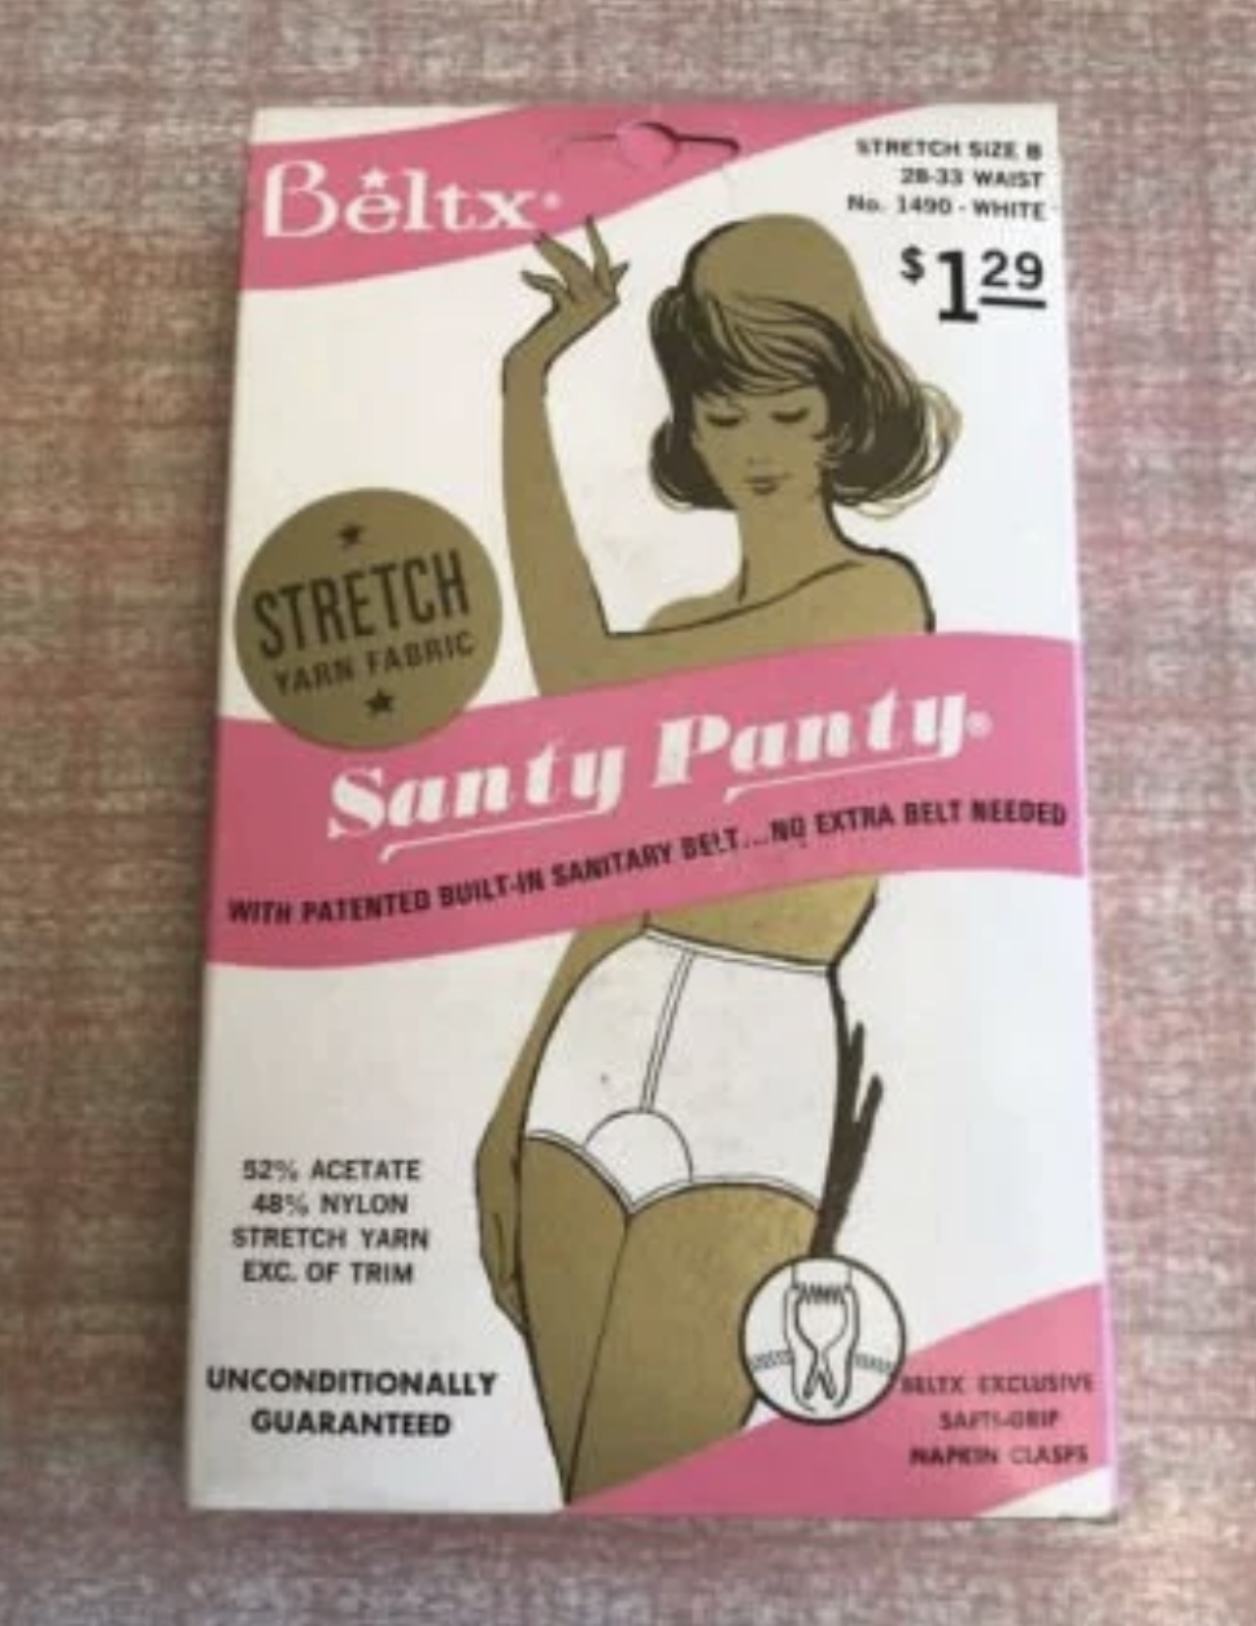 Beltx®
STRETCH SIZE B
28-33 WAIST
No. 1490 - WHITE
$129
STRETCH
YARN FABRIC
Santy Panty®
WITH PATENTED BUILT-IN SANITARY BELT...NO EXTRA BELT NEEDED
52% ACETATE
48% NYLON
STRETCH YARN
EXC. OF TRIM
UNCONDITIONALLY
GUARANTEED
BELTX EXCLUSIVE
SAFTI-GRIP
NAPKIN CLASPS